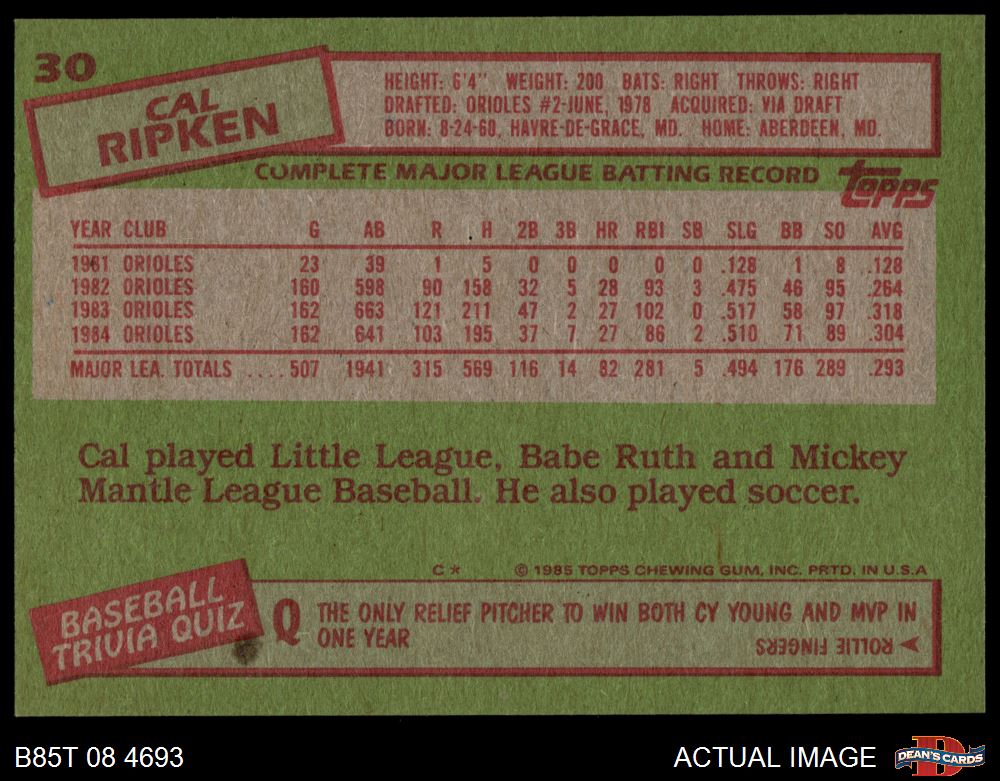 30
CAL
RIPKEN
HEIGHT: 6'4" WEIGHT: 200 BATS: RIGHT THROWS: RIGHT
DRAFTED: ORIOLES #2-JUNE, 1978 ACQUIRED: VIA DRAFT
BORN: 8-24-60, HAVRE-DE-GRACE, MD. HOME: ABERDEEN, MD.
COMPLETE MAJOR LEAGUE BATTING RECORD
topps
YEAR CLUB G AB R H 2B 3B HR RBI SB SLG BB SO AVG
1981 ORIOLES 23 39 1 5 0 0 0 0 0 .128 1 8 .128
1982 ORIOLES 160 598 90 158 32 5 28 93 3 .475 46 95 .264
1983 ORIOLES 162 663 121 211 47 2 27 102 0 .517 58 97 .318
1984 ORIOLES 162 641 103 195 37 7 27 86 2 .510 71 89 .304
MAJOR LEA. TOTALS .... 507 1941 315 569 116 14 82 281 5 .494 176 289 .293
Cal played Little League, Babe Ruth and Mickey
Mantle League Baseball. He also played soccer.
C* © 1985 TOPPS CHEWING GUM, INC. PRTD. IN U.S.A
BASEBALL
TRIVIA QUIZ
Q THE ONLY RELIEF PITCHER TO WIN BOTH CY YOUNG AND MVP IN
ONE YEAR
ROLLIE FINGERS
B85T 08 4693
ACTUAL IMAGE
D
DEAN'S CARDS